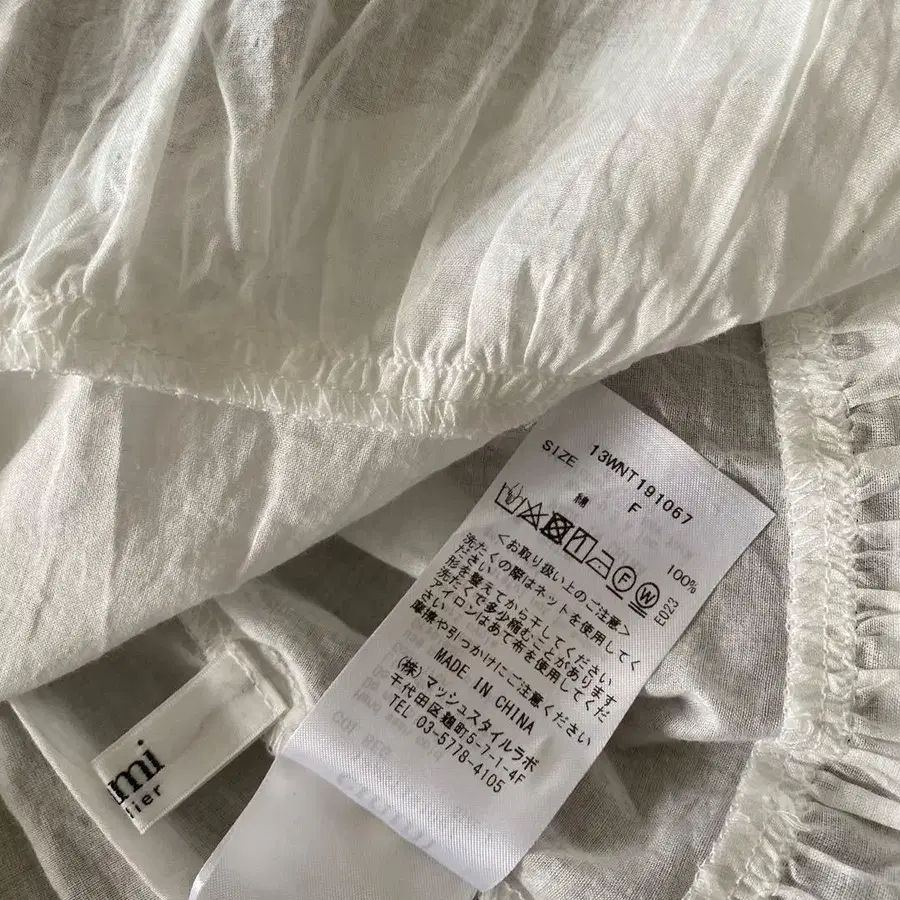 13WNT191067
SIZE F
綿 100%
E023
<お取り扱い上のご注意>
洗たくの際はネットを使用してく
ださい
形を整えてから干してください
洗たくで多少縮むことがあります
アイロンはあて布を使用してくだ
さい
摩擦や引っかけにご注意ください
MADE IN CHINA
(株)マッシュスタイルラボ
千代田区麹町5-7-1-4F
TEL 03-5778-4105
mi